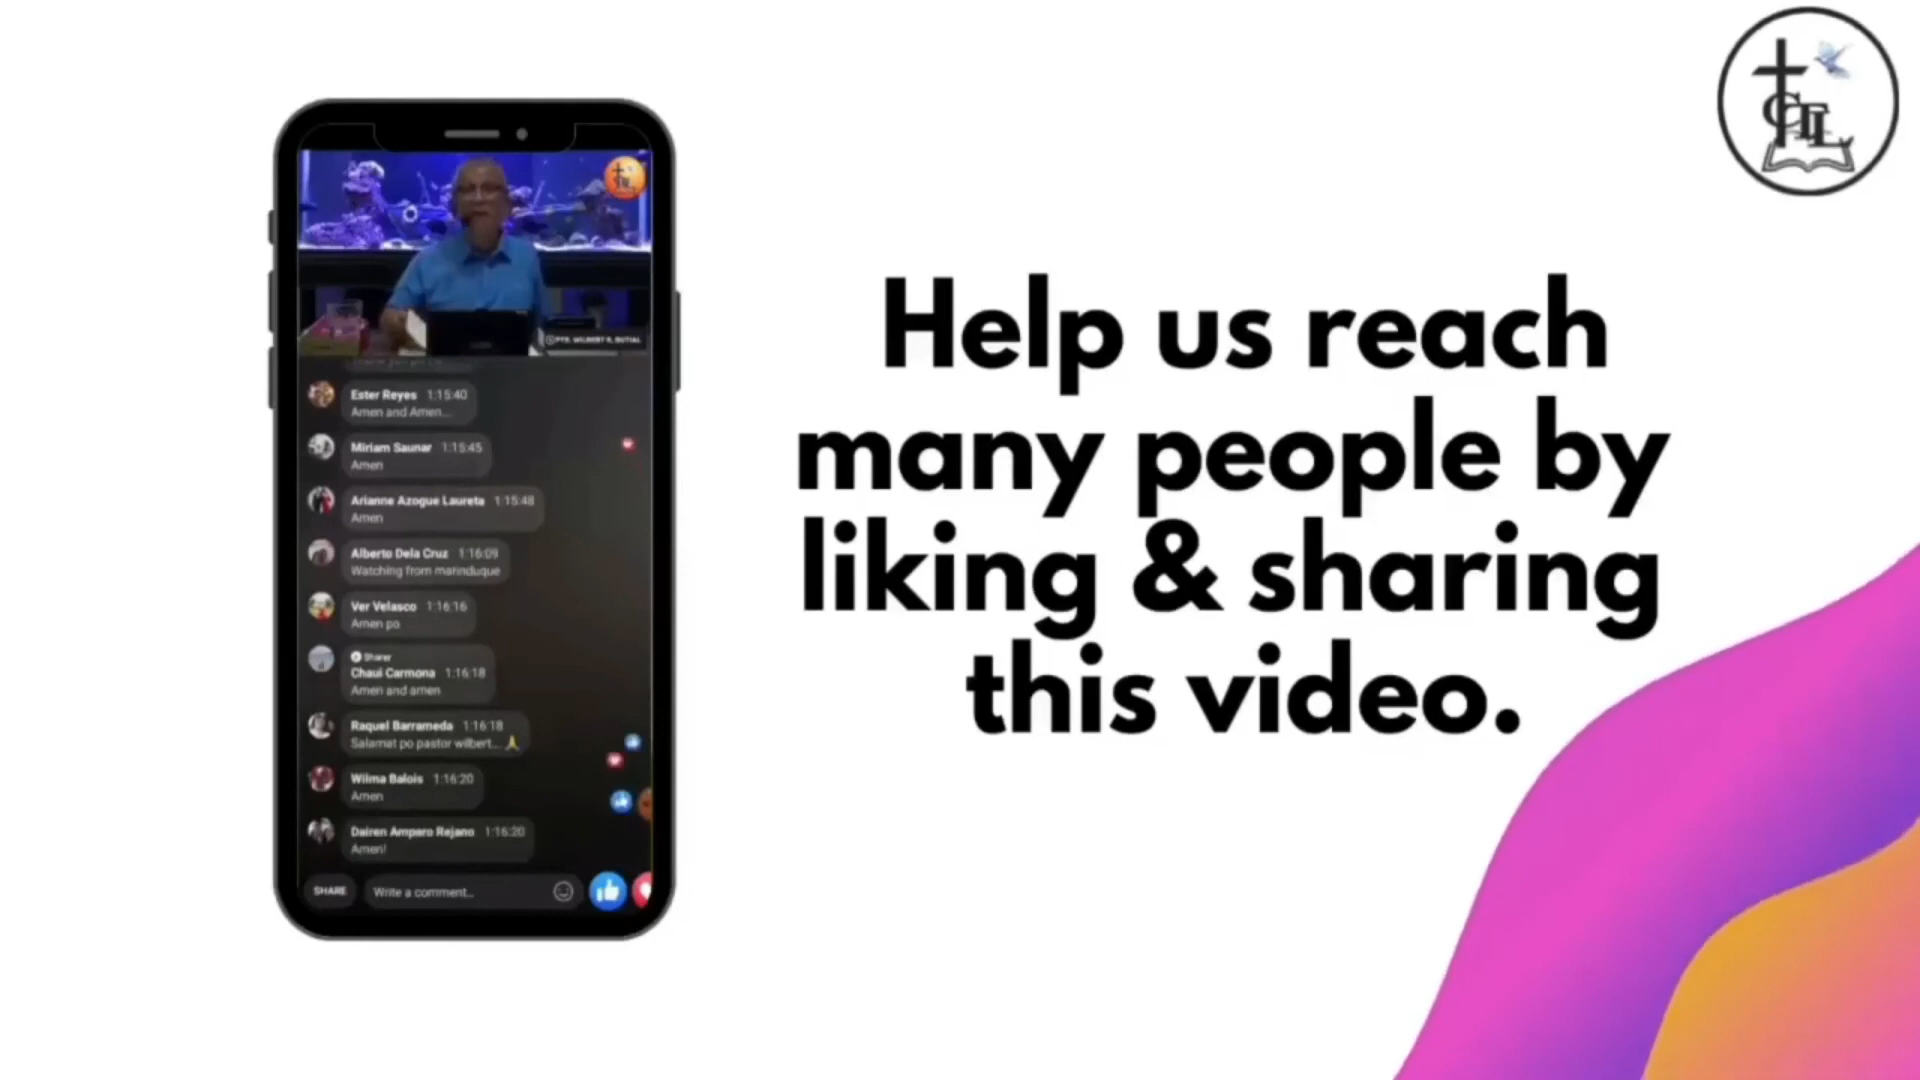 PTR. WILBERT R. BUTIAL
Ester Reyes 1:15:40
Amen and Amen...
Miriam Saunar 1:15:45
Amen
Arianne Azogue Laureta 1:15:48
Amen
Alberto Dela Cruz 1:16:09
Watching from marinduque
Ver Velasco 1:16:16
Amen po
Sharer
Chaui Carmona 1:16:18
Amen and amen
Raquel Barrameda 1:16:18
Salamat po pastor wilbert... 🙏
Wilma Balois 1:16:20
Amen
Dairen Amparo Rejano 1:16:20
Amen!
SHARE Write a comment...
Help us reach
many people by
liking & sharing
this video.